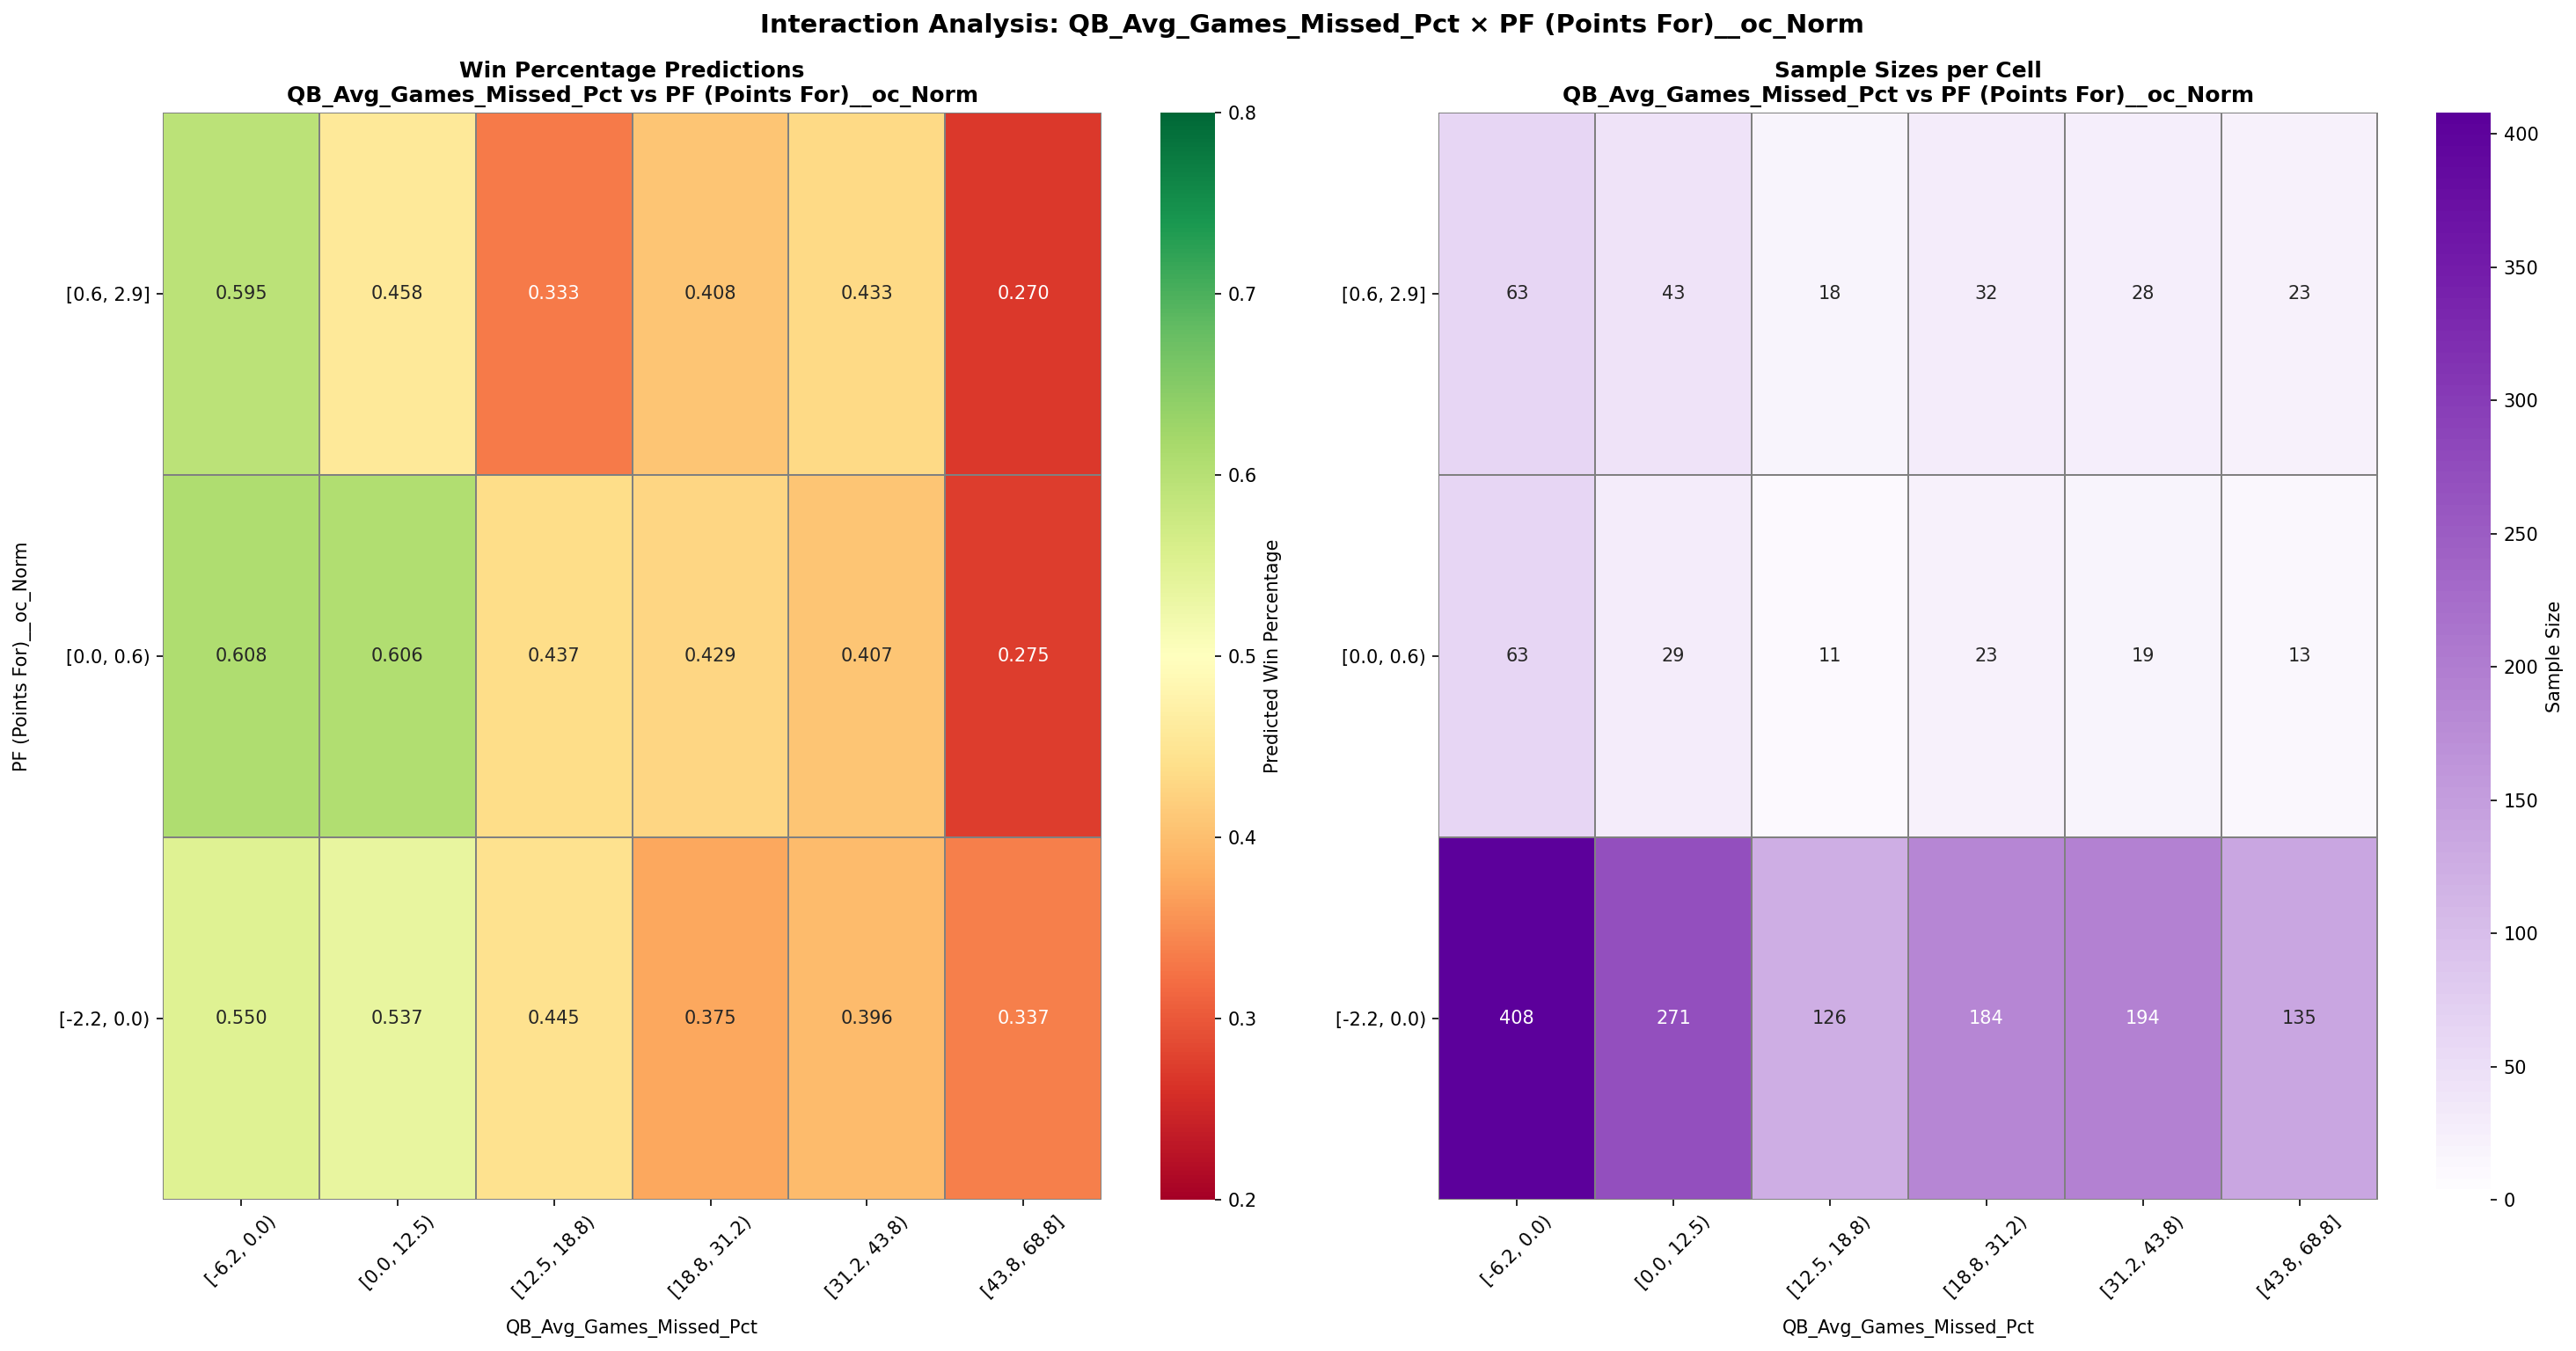 Interaction Analysis: QB_Avg_Games_Missed_Pct × PF (Points For)__oc_Norm
Win Percentage Predictions
QB_Avg_Games_Missed_Pct vs PF (Points For)__oc_Norm
PF (Points For)__oc_Norm
[0.6, 2.9]
0.595 0.458 0.333 0.408 0.433 0.270
[0.0, 0.6)
0.608 0.606 0.437 0.429 0.407 0.275
[-2.2, 0.0)
0.550 0.537 0.445 0.375 0.396 0.337
[-6.2, 0.0)
[0.0, 12.5)
[12.5, 18.8)
[18.8, 31.2)
[31.2, 43.8)
[43.8, 68.8]
QB_Avg_Games_Missed_Pct
0.8
0.7
0.6
0.5
0.4
0.3
0.2
Predicted Win Percentage
Sample Sizes per Cell
QB_Avg_Games_Missed_Pct vs PF (Points For)__oc_Norm
[0.6, 2.9]
63 43 18 32 28 23
[0.0, 0.6)
63 29 11 23 19 13
[-2.2, 0.0)
408 271 126 184 194 135
[-6.2, 0.0)
[0.0, 12.5)
[12.5, 18.8)
[18.8, 31.2)
[31.2, 43.8)
[43.8, 68.8]
QB_Avg_Games_Missed_Pct
400
350
300
250
200
150
100
50
0
Sample Size